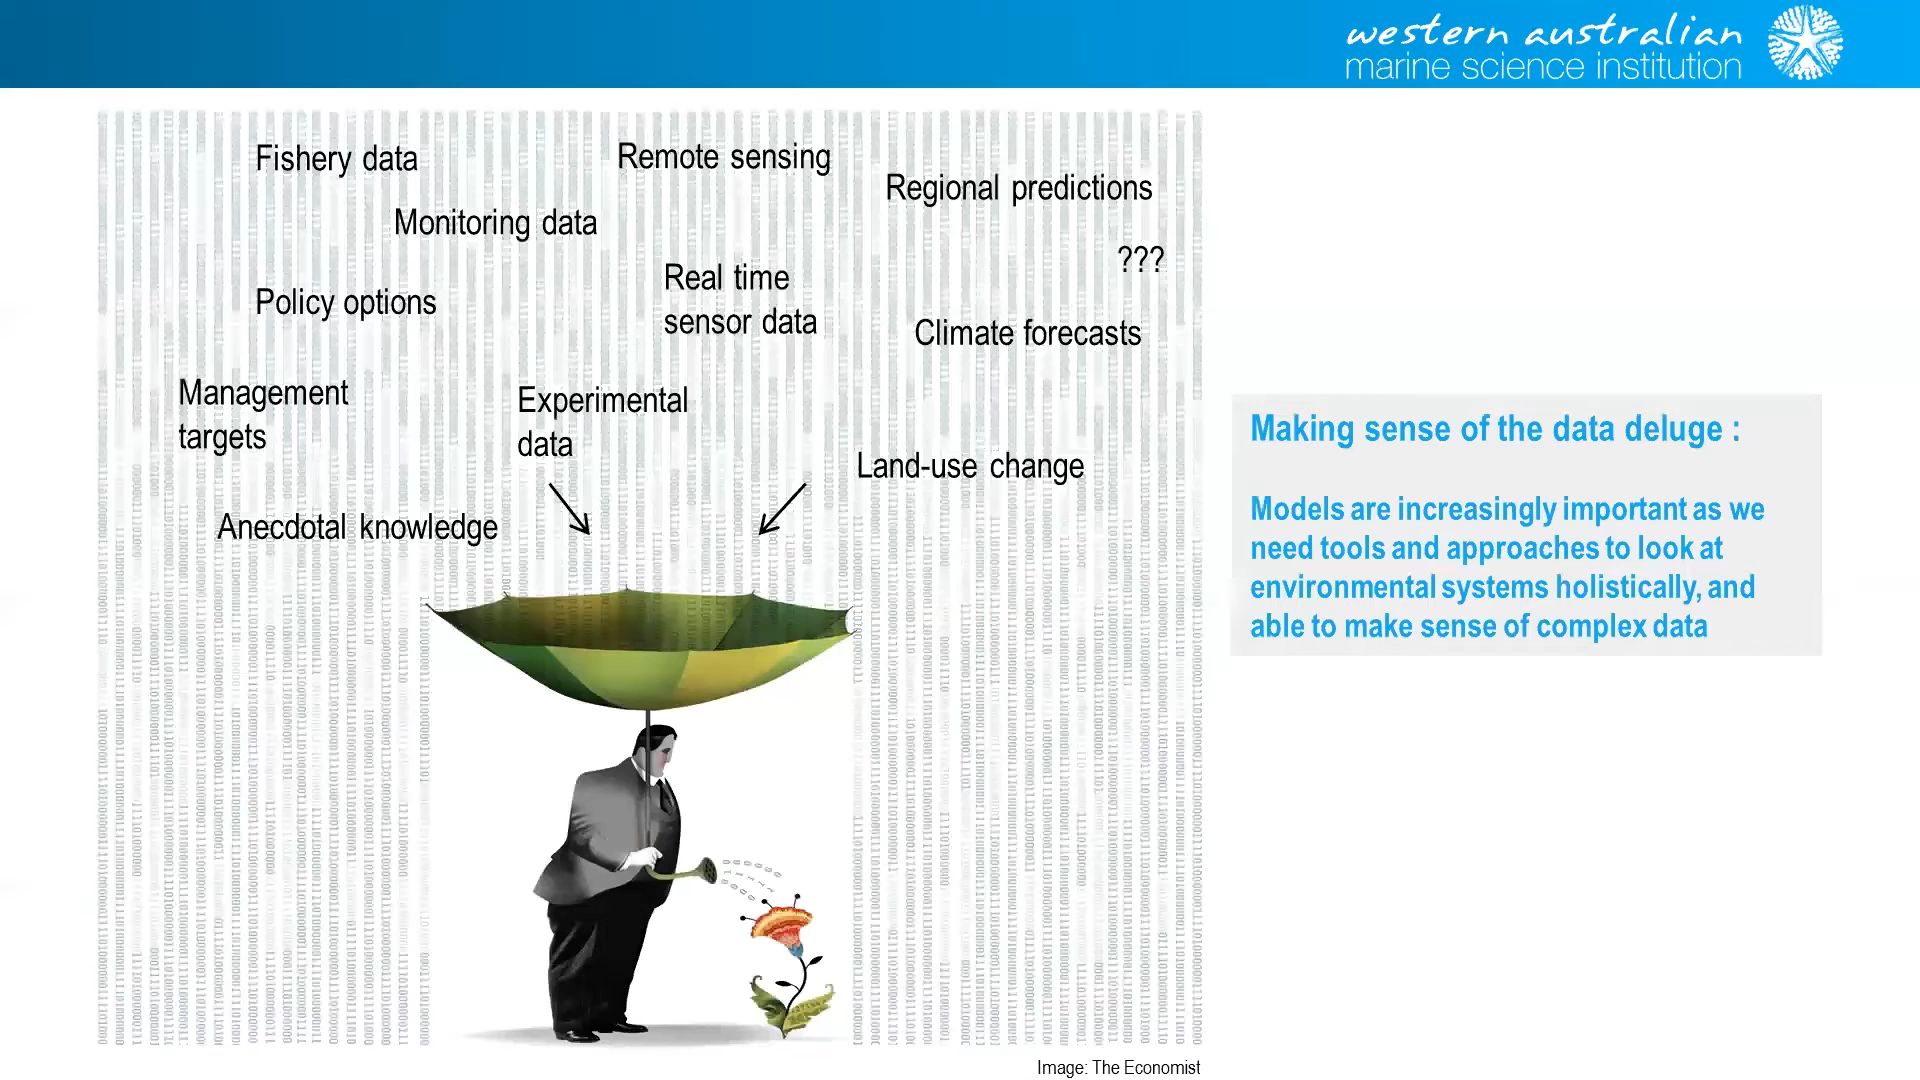 western australian
marine science institution
Fishery data
Remote sensing
Regional predictions
Monitoring data
???
Real time
sensor data
Policy options
Climate forecasts
Management
targets
Experimental
data
Land-use change
Anecdotal knowledge
Making sense of the data deluge :
Models are increasingly important as we
need tools and approaches to look at
environmental systems holistically, and
able to make sense of complex data
Image: The Economist